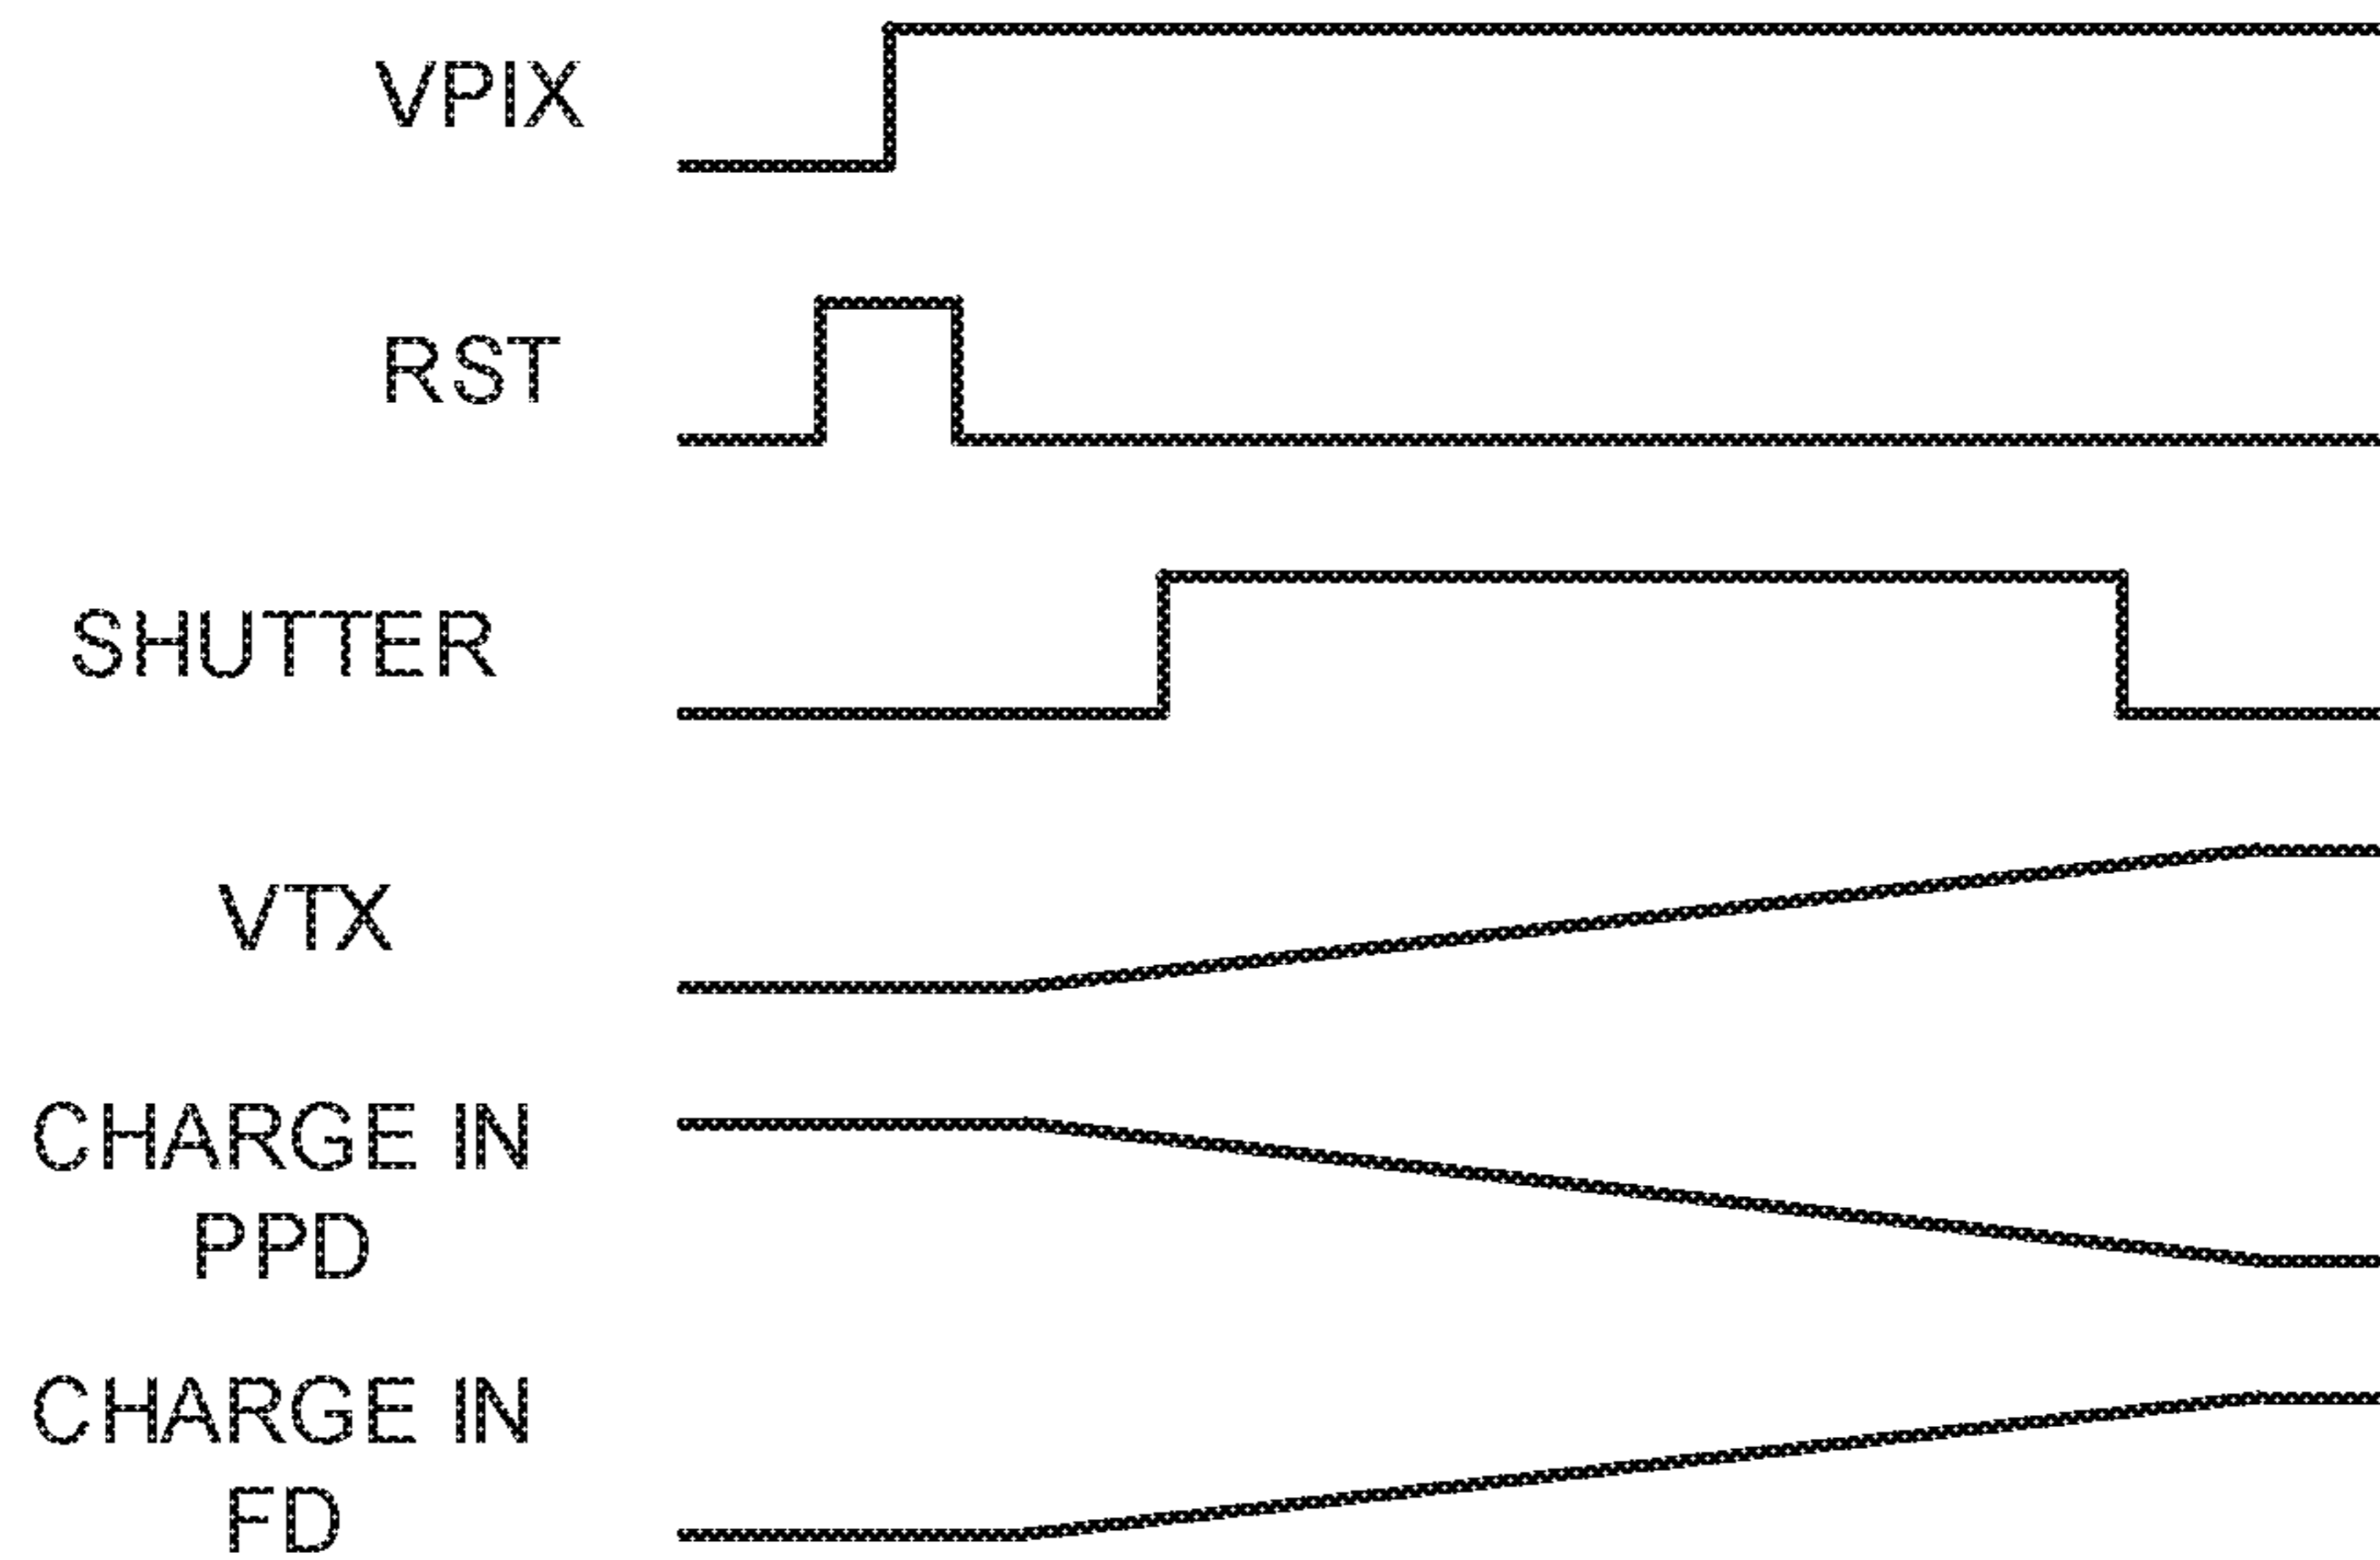 VPIX
RST
SHUTTER
VTX
CHARGE IN
PPD
CHARGE IN
FD